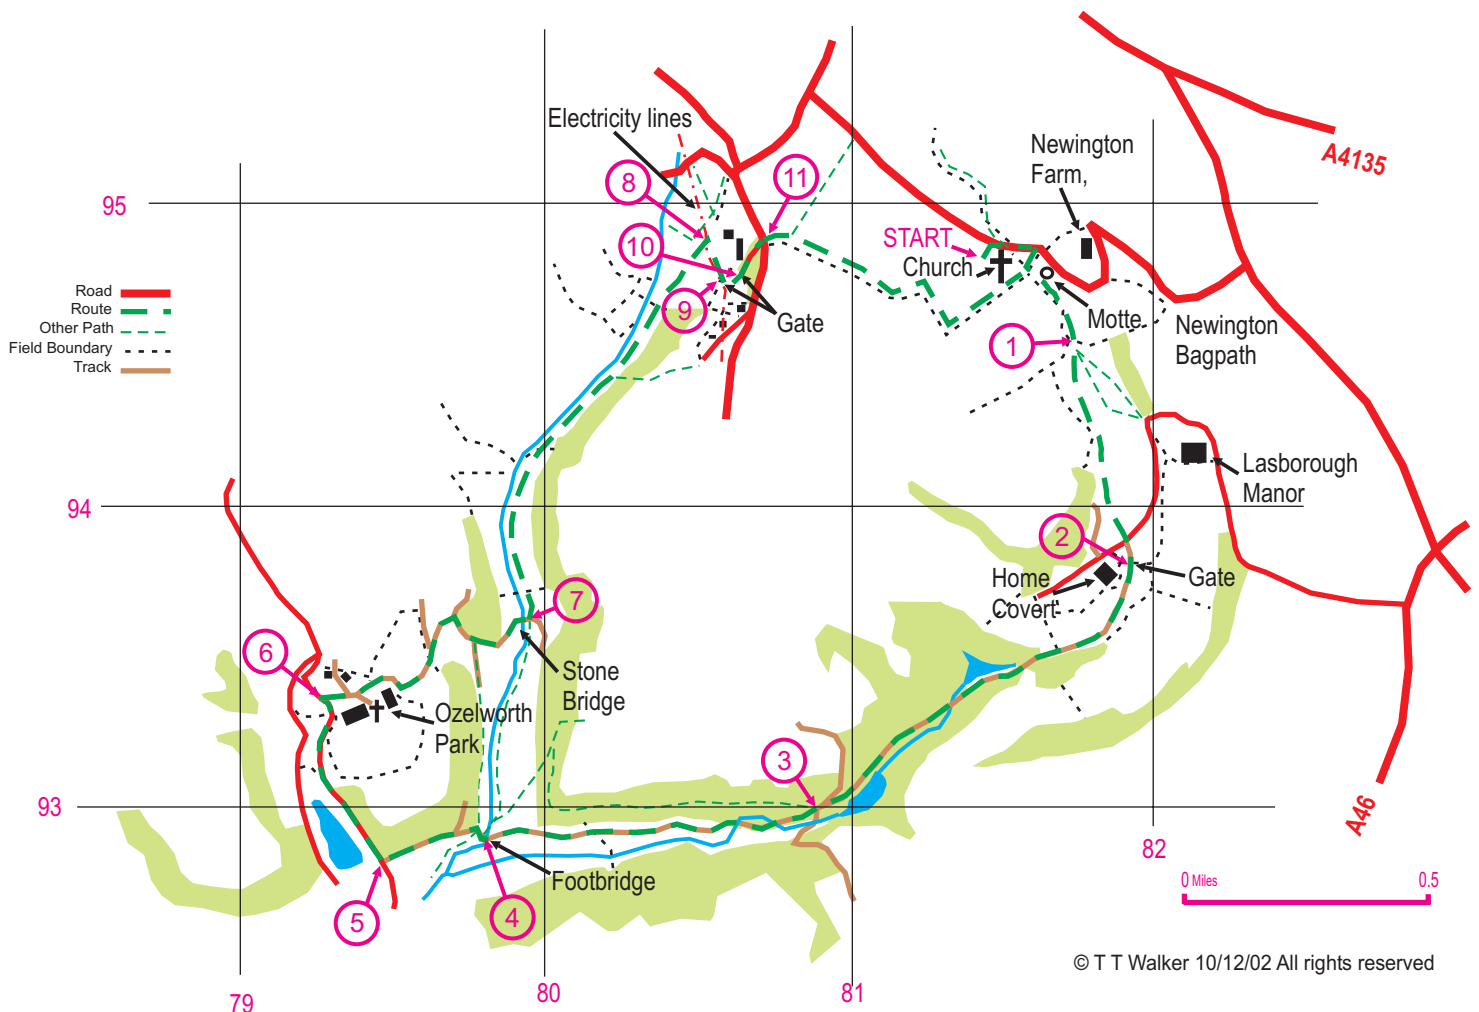 A4135
Electricity lines
Newington
Farm,
8
11
95
START
10
Church
Road
Route
Other Path
Field Boundary
Track
9
Gate
Motte
Newington
Bagpath
1
Lasborough
Manor
94
2
Home
Covert
Gate
7
6
Stone
Bridge
Ozelworth
Park
3
93
A46
82
Footbridge
0 Miles
0.5
5
4
© T T Walker 10/12/02 All rights reserved
79
80
81